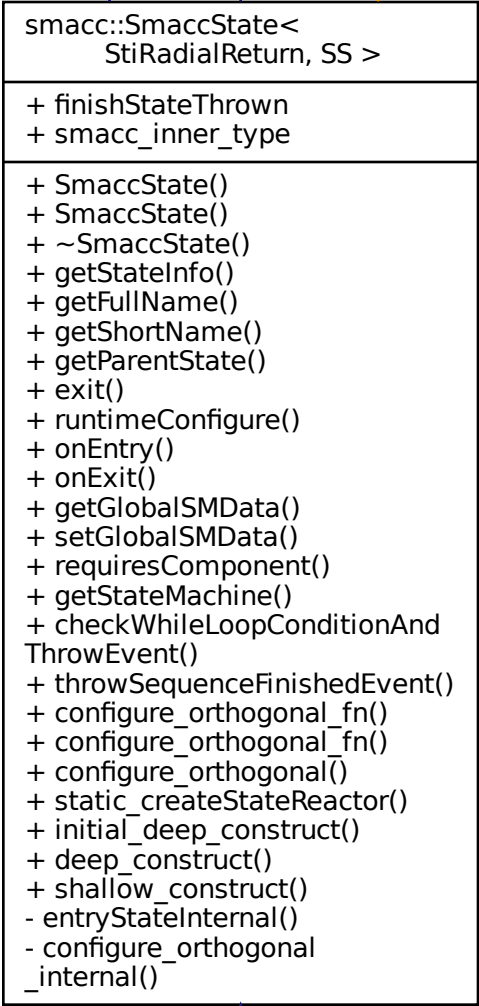 smacc::SmaccState<
StiRadialReturn, SS >
+ finishStateThrown
+ smacc_inner_type
+ SmaccState()
+ SmaccState()
+ ~SmaccState()
+ getStateInfo()
+ getFullName()
+ getShortName()
+ getParentState()
+ exit()
+ runtimeConfigure()
+ onEntry()
+ onExit()
+ getGlobalSMData()
+ setGlobalSMData()
+ requiresComponent()
+ getStateMachine()
+ checkWhileLoopConditionAnd
ThrowEvent()
+ throwSequenceFinishedEvent()
+ configure_orthogonal_fn()
+ configure_orthogonal_fn()
+ configure_orthogonal()
+ static_createStateReactor()
+ initial_deep_construct()
+ deep_construct()
+ shallow_construct()
- entryStateInternal()
- configure_orthogonal
_internal()